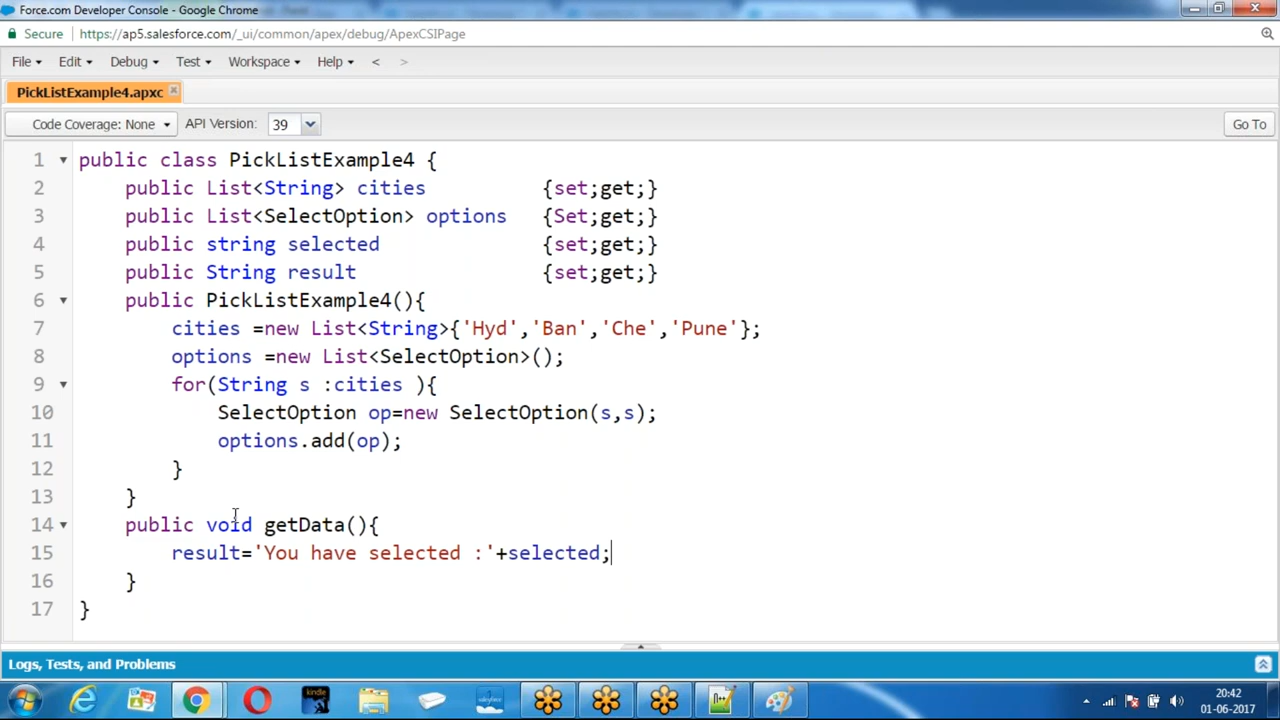 Force.com Developer Console - Google Chrome
Secure https://ap5.salesforce.com/_ui/common/apex/debug/ApexCSIPage
File Edit Debug Test Workspace Help < >
PickListExample4.apxc
Code Coverage: None API Version: 39 Go To
1 public class PickListExample4 {
2 public List<String> cities {set;get;}
3 public List<SelectOption> options {Set;get;}
4 public string selected {set;get;}
5 public String result {set;get;}
6 public PickListExample4(){
7 cities =new List<String>{'Hyd','Ban','Che','Pune'};
8 options =new List<SelectOption>();
9 for(String s :cities ){
10 SelectOption op=new SelectOption(s,s);
11 options.add(op);
12 }
13 }
14 public void getData(){
15 result='You have selected :'+selected;
16 }
17 }
Logs, Tests, and Problems
kindle
20:42
01-06-2017